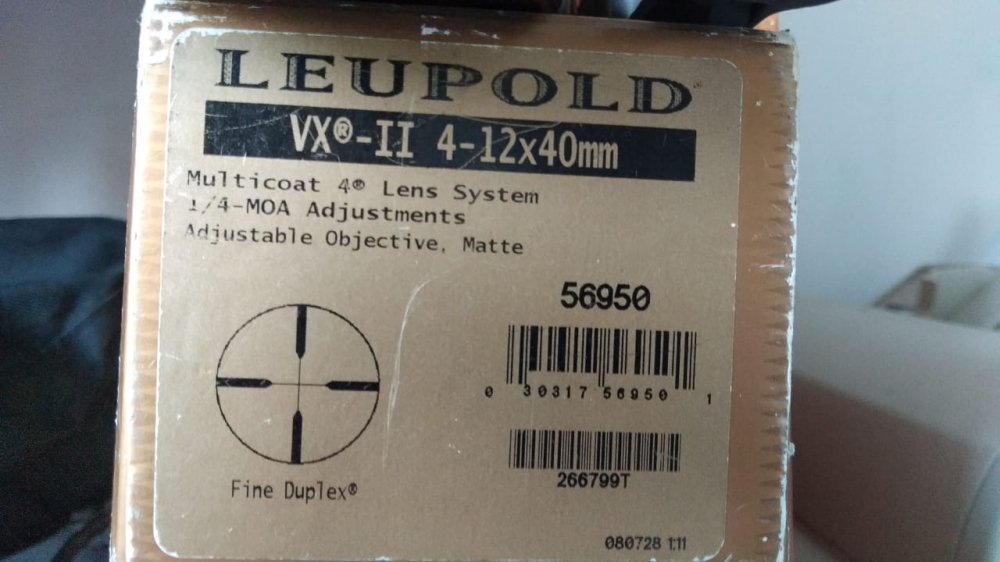 LEUPOLD
VX®-II 4-12x40mm
Multicoat 4® Lens System
1/4-MOA Adjustments
Adjustable Objective, Matte
56950
0 30317 56950 1
266799T
Fine Duplex®
080728 1:11